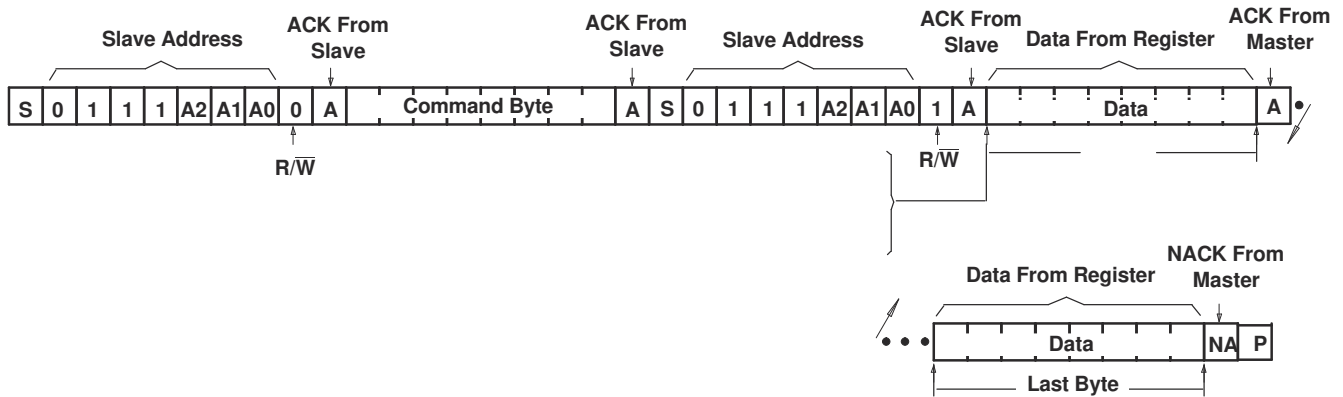 Slave Address
ACK From
Slave
ACK From
Slave
Slave Address
ACK From
Slave
Data From Register
ACK From
Master
S 0 1 1 1 A2 A1 A0 0 A Command Byte A S 0 1 1 1 A2 A1 A0 1 A Data A
R/W̅
R/W̅
Data From Register
NACK From
Master
Data NA P
Last Byte